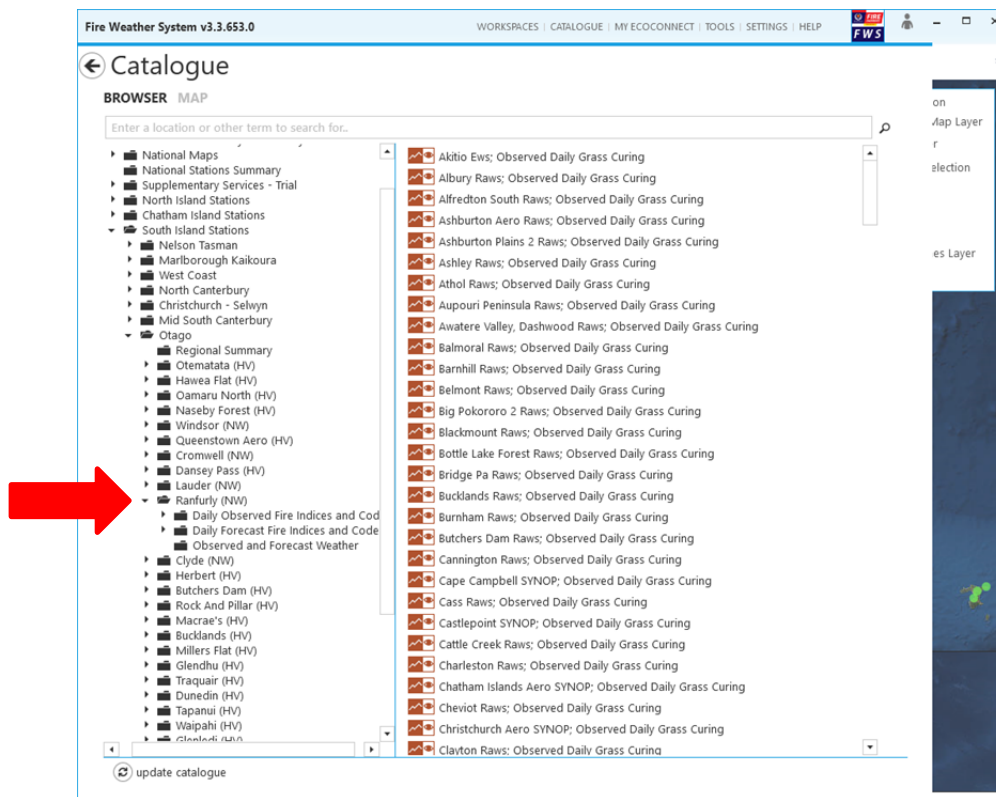 Fire Weather System v3.3.653.0
WORKSPACES | CATALOGUE | MY ECOCONNECT | TOOLS | SETTINGS | HELP
FIRE
FWS
Catalogue
BROWSER MAP
Enter a location or other term to search for..
National Maps
National Stations Summary
Supplementary Services - Trial
North Island Stations
Chatham Island Stations
South Island Stations
Nelson Tasman
Marlborough Kaikoura
West Coast
North Canterbury
Christchurch - Selwyn
Mid South Canterbury
Otago
Regional Summary
Otematata (HV)
Hawea Flat (HV)
Oamaru North (HV)
Naseby Forest (HV)
Windsor (NW)
Queenstown Aero (HV)
Cromwell (NW)
Dansey Pass (HV)
Lauder (NW)
Ranfurly (NW)
Daily Observed Fire Indices and Cod
Daily Forecast Fire Indices and Code
Observed and Forecast Weather
Clyde (NW)
Herbert (HV)
Butchers Dam (HV)
Rock And Pillar (HV)
Macrae's (HV)
Bucklands (HV)
Millers Flat (HV)
Glendhu (HV)
Traquair (HV)
Dunedin (HV)
Tapanui (HV)
Waipahi (HV)
Glenledi (HV)
Akitio Ews; Observed Daily Grass Curing
Albury Raws; Observed Daily Grass Curing
Alfredton South Raws; Observed Daily Grass Curing
Ashburton Aero Raws; Observed Daily Grass Curing
Ashburton Plains 2 Raws; Observed Daily Grass Curing
Ashley Raws; Observed Daily Grass Curing
Athol Raws; Observed Daily Grass Curing
Aupouri Peninsula Raws; Observed Daily Grass Curing
Awatere Valley, Dashwood Raws; Observed Daily Grass Curing
Balmoral Raws; Observed Daily Grass Curing
Barnhill Raws; Observed Daily Grass Curing
Belmont Raws; Observed Daily Grass Curing
Big Pokororo 2 Raws; Observed Daily Grass Curing
Blackmount Raws; Observed Daily Grass Curing
Bottle Lake Forest Raws; Observed Daily Grass Curing
Bridge Pa Raws; Observed Daily Grass Curing
Bucklands Raws; Observed Daily Grass Curing
Burnham Raws; Observed Daily Grass Curing
Butchers Dam Raws; Observed Daily Grass Curing
Cannington Raws; Observed Daily Grass Curing
Cape Campbell SYNOP; Observed Daily Grass Curing
Cass Raws; Observed Daily Grass Curing
Castlepoint SYNOP; Observed Daily Grass Curing
Cattle Creek Raws; Observed Daily Grass Curing
Charleston Raws; Observed Daily Grass Curing
Chatham Islands Aero SYNOP; Observed Daily Grass Curing
Cheviot Raws; Observed Daily Grass Curing
Christchurch Aero SYNOP; Observed Daily Grass Curing
Clayton Raws; Observed Daily Grass Curing
update catalogue
on
Map Layer
r
election
es Layer